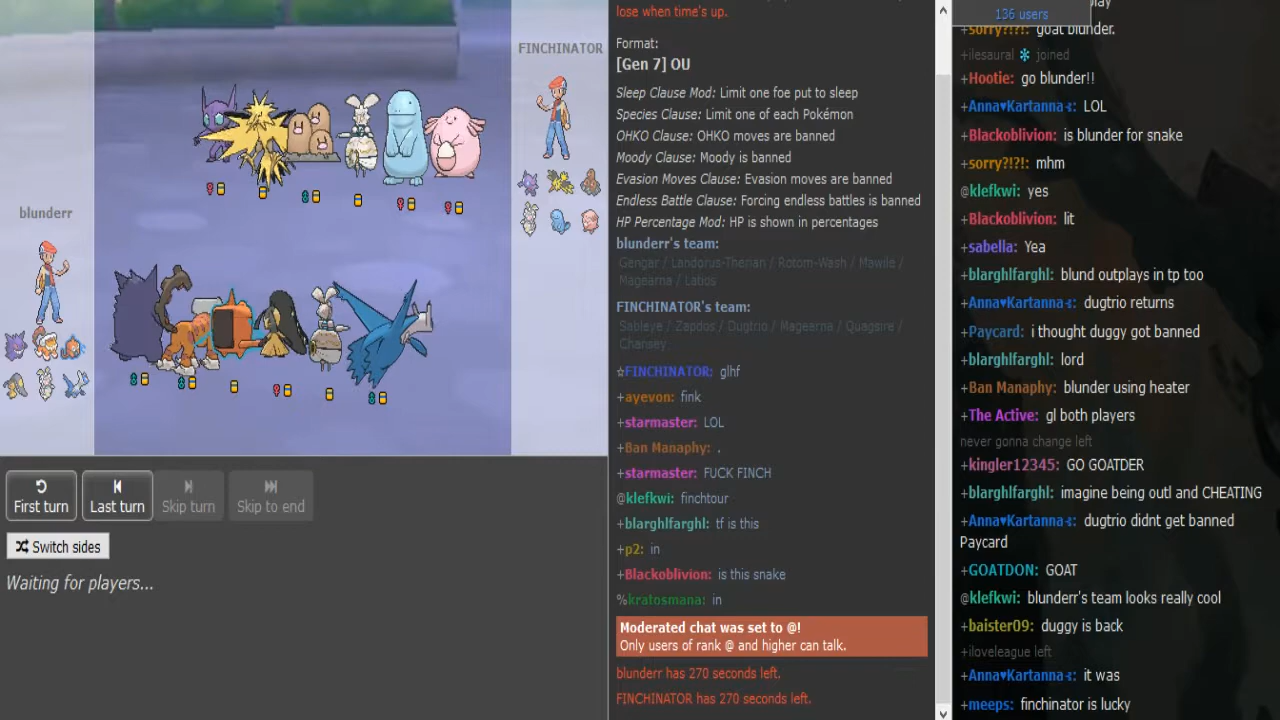 FINCHINATOR
blunderr
First turn
Last turn
Skip turn
Skip to end
Switch sides
Waiting for players...
lose when time's up.
Format:
[Gen 7] OU
Sleep Clause Mod: Limit one foe put to sleep
Species Clause: Limit one of each Pokémon
OHKO Clause: OHKO moves are banned
Moody Clause: Moody is banned
Evasion Moves Clause: Evasion moves are banned
Endless Battle Clause: Forcing endless battles is banned
HP Percentage Mod: HP is shown in percentages
blunderr's team:
Gengar / Landorus-Therian / Rotom-Wash / Mawile /
Magearna / Latios
FINCHINATOR's team:
Sableye / Zapdos / Dugtrio / Magearna / Quagsire /
Chansey
☆FINCHINATOR: glhf
+ayevon: fink
+starmaster: LOL
+Ban Manaphy: .
+starmaster: FUCK FINCH
@klefkwi: finchtour
+blarghlfarghl: tf is this
+p2: in
+Blackoblivion: is this snake
%kratosmana: in
Moderated chat was set to @!
Only users of rank @ and higher can talk.
blunderr has 270 seconds left.
FINCHINATOR has 270 seconds left.
136 users
+sorry?!?!: goat blunder.
+ilesaural ✻ joined
+Hootie: go blunder!!
+Anna♥Kartanna⚟: LOL
+Blackoblivion: is blunder for snake
+sorry?!?!: mhm
@klefkwi: yes
+Blackoblivion: lit
+sabella: Yea
+blarghlfarghl: blund outplays in tp too
+Anna♥Kartanna⚟: dugtrio returns
+Paycard: i thought duggy got banned
+blarghlfarghl: lord
+Ban Manaphy: blunder using heater
+The Active: gl both players
never gonna change left
+kingler12345: GO GOATDER
+blarghlfarghl: imagine being outl and CHEATING
+Anna♥Kartanna⚟: dugtrio didnt get banned
Paycard
+GOATDON: GOAT
@klefkwi: blunderr's team looks really cool
+baister09: duggy is back
+iloveleague left
+Anna♥Kartanna⚟: it was
+meeps: finchinator is lucky